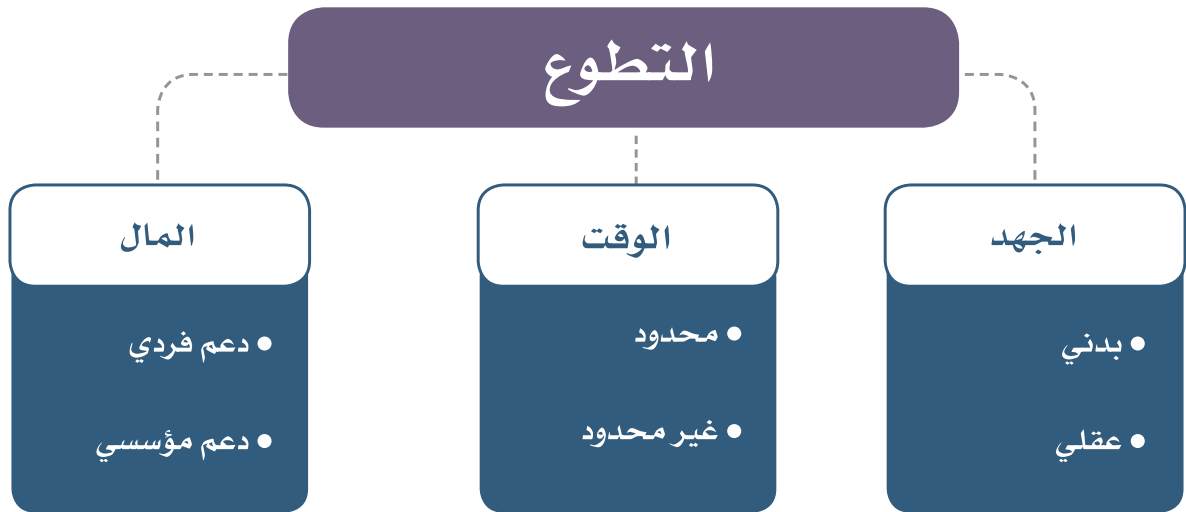 التطوع
الجهد
• بدني
• عقلي
الوقت
• محدود
• غير محدود
المال
• دعم فردي
• دعم مؤسسي